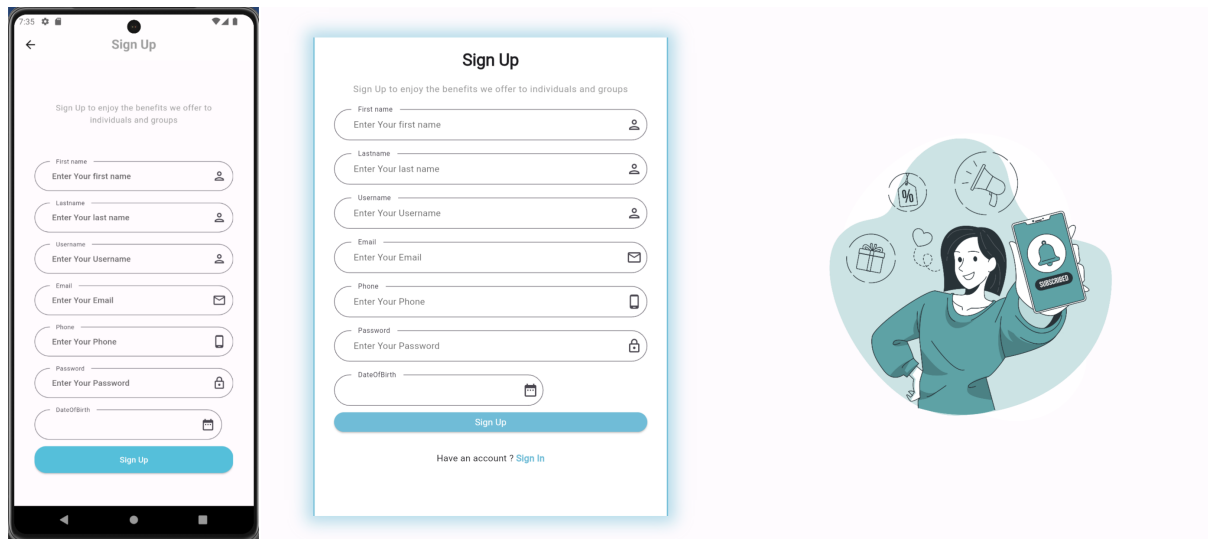 7:35
Sign Up
Sign Up to enjoy the benefits we offer to
individuals and groups
First name
Enter Your first name
Lastname
Enter Your last name
Username
Enter Your Username
Email
Enter Your Email
Phone
Enter Your Phone
Password
Enter Your Password
DateOfBirth
Sign Up
Sign Up
Sign Up to enjoy the benefits we offer to individuals and groups
First name
Enter Your first name
Lastname
Enter Your last name
Username
Enter Your Username
Email
Enter Your Email
Phone
Enter Your Phone
Password
Enter Your Password
DateOfBirth
Sign Up
Have an account ? Sign In
%
SUBSCRIBED